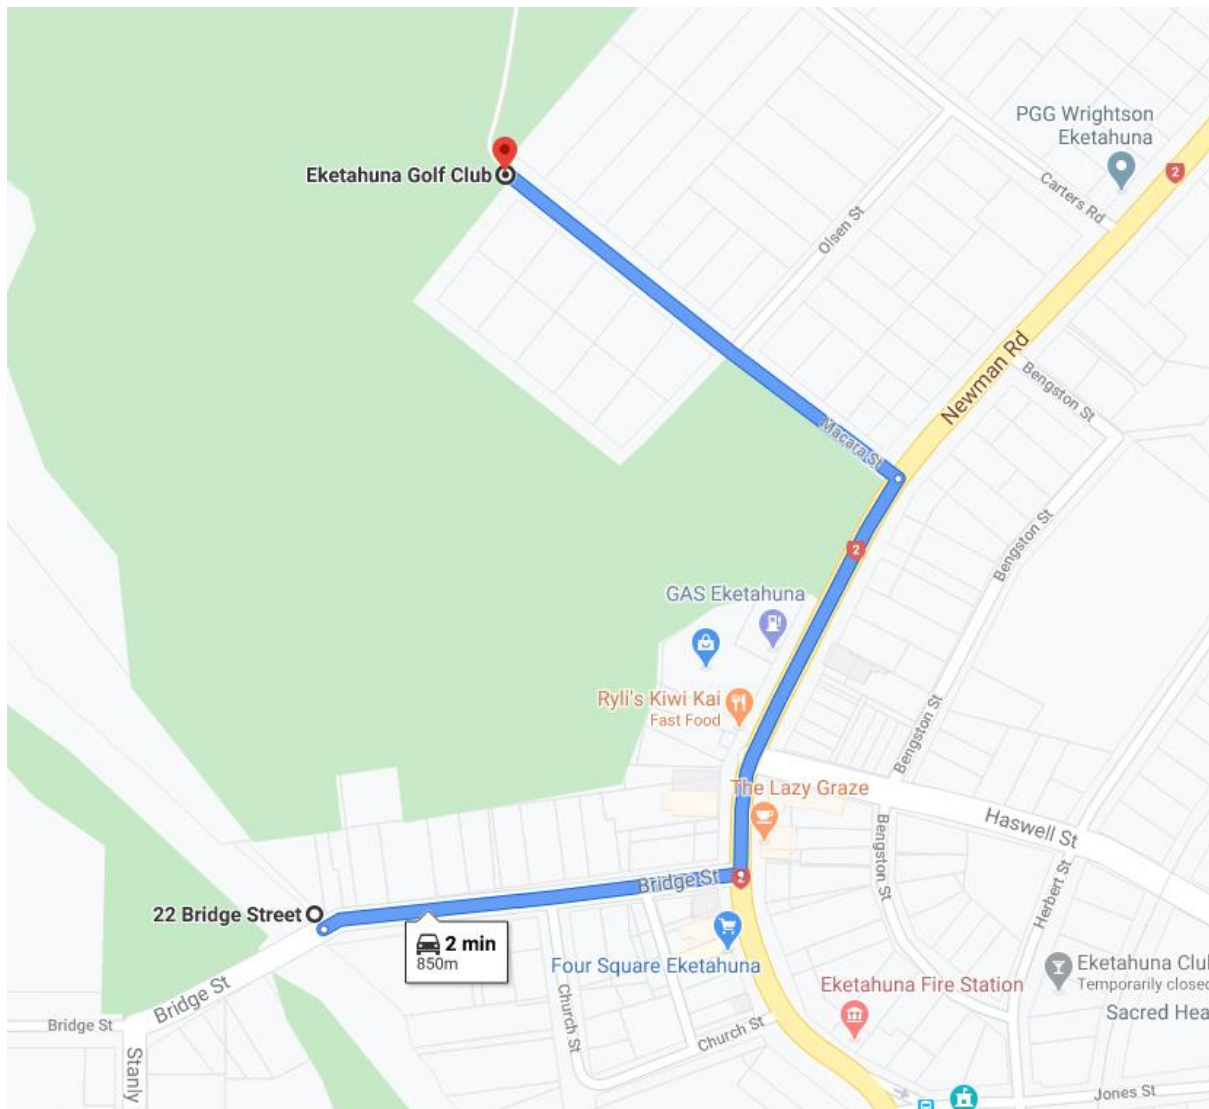 PGG Wrightson
Eketahuna
2
Eketahuna Golf Club
Carters Rd
Olsen St
Newman Rd
Bengston St
Macara St
2
Bengston St
GAS Eketahuna
Ryli's Kiwi Kai
Fast Food
Bengston St
The Lazy Graze
Haswell St
Bengston St
Bridge St
2
Herbert St
22 Bridge Street
2 min
850m
Four Square Eketahuna
Eketahuna Club
Temporarily closed
Eketahuna Fire Station
Bridge St
Church St
Sacred Hea
Bridge St
Church St
Stanly
Jones St